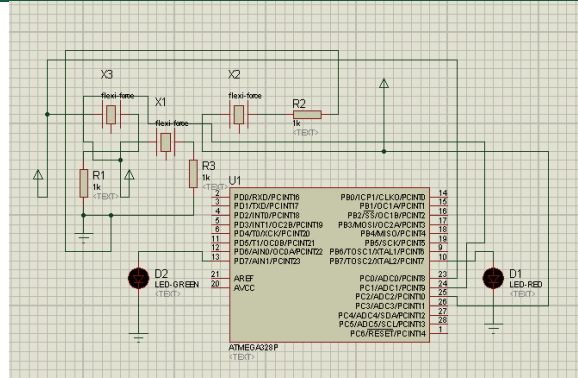 X3
flexi-force
X1
flexi-force
X2
flexi-force
R2
1k
<TEXT>
R1
1k
<TEXT>
R3
1k
<TEXT>
U1
2 PD0/RXD/PCINT16
3 PD1/TXD/PCINT17
4 PD2/INT0/PCINT18
5 PD3/INT1/OC2B/PCINT19
6 PD4/T0/XCK/PCINT20
11 PD5/T1/OC0B/PCINT21
12 PD6/AIN0/OC0A/PCINT22
13 PD7/AIN1/PCINT23
21 AREF
20 AVCC
PB0/ICP1/CLKO/PCINT0 14
PB1/OC1A/PCINT1 15
PB2/SS/OC1B/PCINT2 16
PB3/MOSI/OC2A/PCINT3 17
PB4/MISO/PCINT4 18
PB5/SCK/PCINT5 19
PB6/TOSC1/XTAL1/PCINT6 9
PB7/TOSC2/XTAL2/PCINT7 10
PC0/ADC0/PCINT8 23
PC1/ADC1/PCINT9 24
PC2/ADC2/PCINT10 25
PC3/ADC3/PCINT11 26
PC4/ADC4/SDA/PCINT12 27
PC5/ADC5/SCL/PCINT13 28
PC6/RESET/PCINT14 1
ATMEGA328P
<TEXT>
D2
LED-GREEN
<TEXT>
D1
LED-RED
<TEXT>